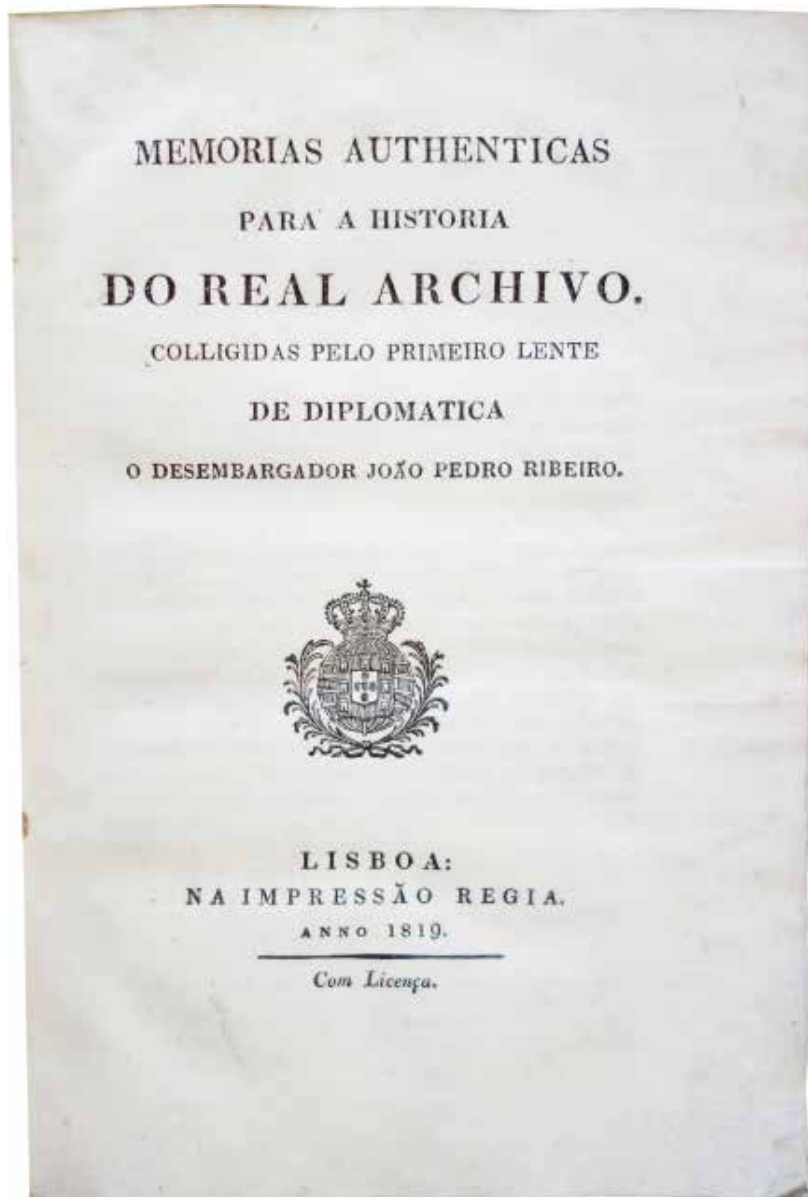 MEMORIAS AUTHENTICAS
PARA A HISTORIA
DO REAL ARCHIVO.
COLLIGIDAS PELO PRIMEIRO LENTE
DE DIPLOMATICA
O DESEMBARGADOR JOÃO PEDRO RIBEIRO.
LISBOA:
NA IMPRESSÃO REGIA.
ANNO 1819.
Com Licença.